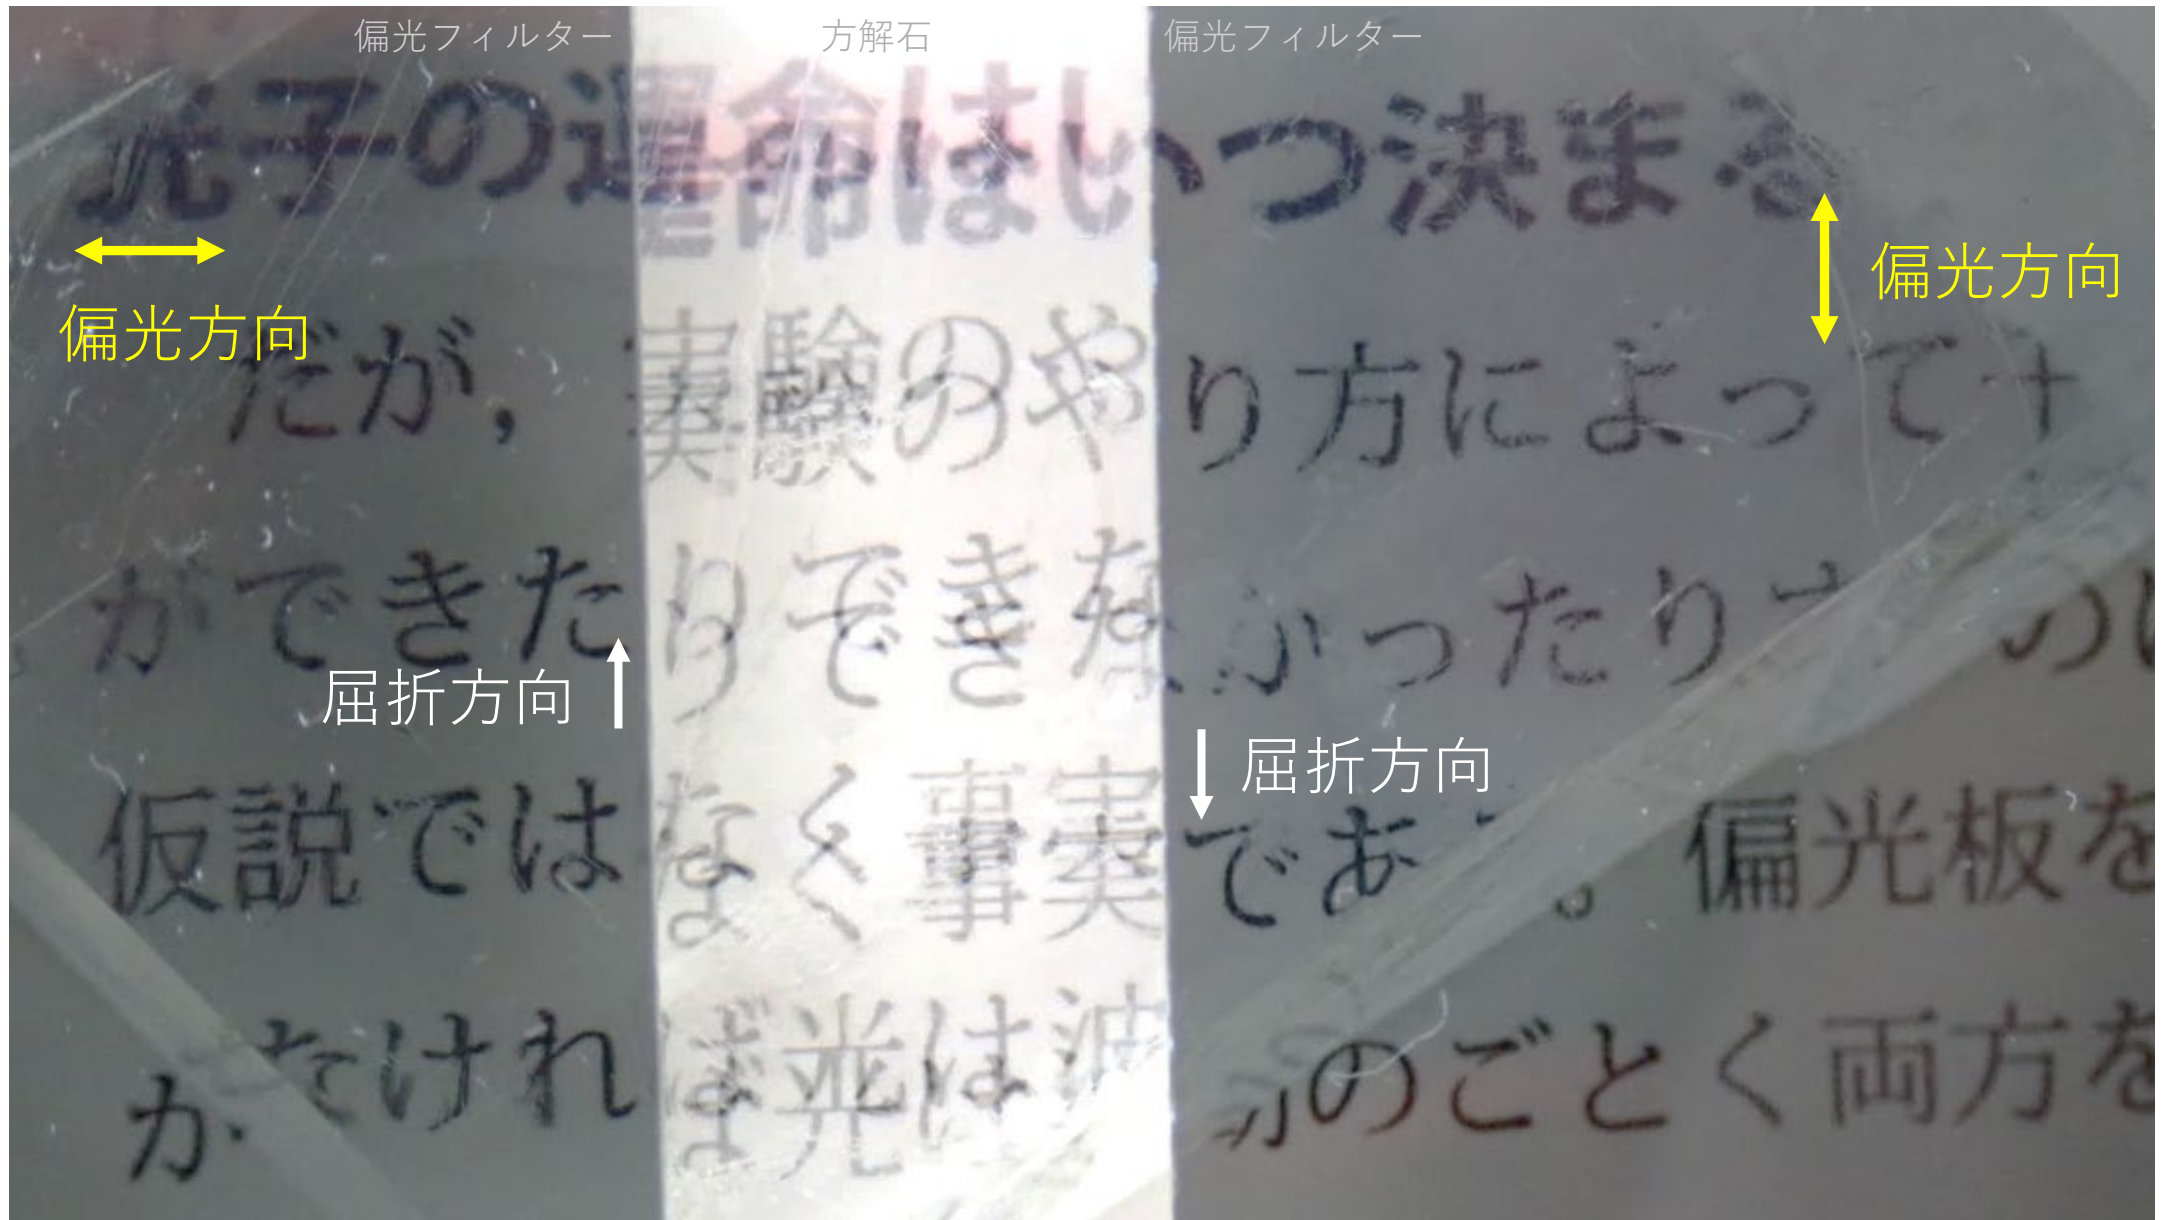 偏光フィルター 方解石 偏光フィルター
光子の運命はいつ決まる
偏光方向 偏光方向
だが，実験のやり方によって
ができたりできなかったり のは
屈折方向 屈折方向
仮説ではなく事実である。偏光板を
かなければ光は波 のごとく両方を